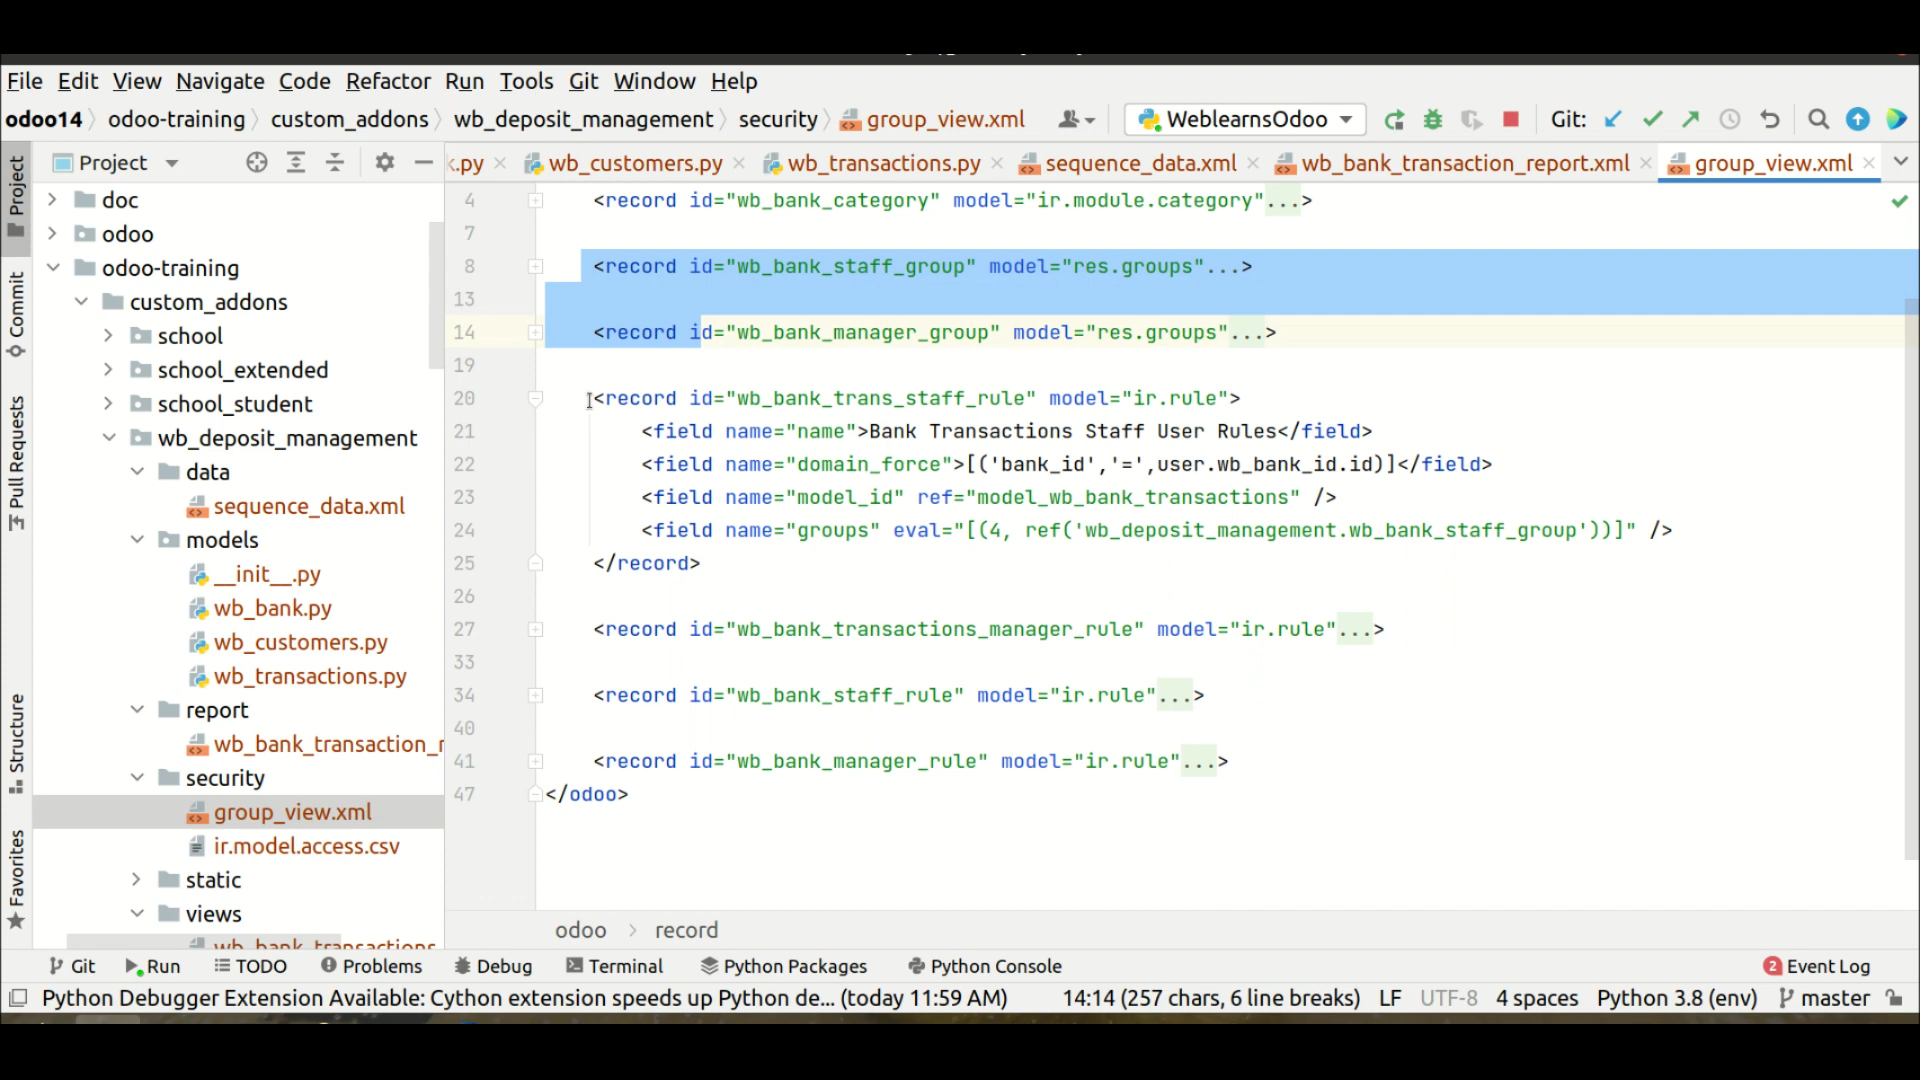 File Edit View Navigate Code Refactor Run Tools Git Window Help
odoo14 odoo-training custom_addons wb_deposit_management security group_view.xml WeblearnsOdoo Git:
Project k.py wb_customers.py wb_transactions.py sequence_data.xml wb_bank_transaction_report.xml group_view.xml
Project
Commit
Pull Requests
Structure
Favorites
doc
odoo
odoo-training
custom_addons
school
school_extended
school_student
wb_deposit_management
data
sequence_data.xml
models
__init__.py
wb_bank.py
wb_customers.py
wb_transactions.py
report
wb_bank_transaction_r
security
group_view.xml
ir.model.access.csv
static
views
wb_bank_transactions
4 <record id="wb_bank_category" model="ir.module.category"...>
7
8 <record id="wb_bank_staff_group" model="res.groups"...>
13
14 <record id="wb_bank_manager_group" model="res.groups"...>
19
20 <record id="wb_bank_trans_staff_rule" model="ir.rule">
21 <field name="name">Bank Transactions Staff User Rules</field>
22 <field name="domain_force">[('bank_id','=',user.wb_bank_id.id)]</field>
23 <field name="model_id" ref="model_wb_bank_transactions" />
24 <field name="groups" eval="[(4, ref('wb_deposit_management.wb_bank_staff_group'))]" />
25 </record>
26
27 <record id="wb_bank_transactions_manager_rule" model="ir.rule"...>
33
34 <record id="wb_bank_staff_rule" model="ir.rule"...>
40
41 <record id="wb_bank_manager_rule" model="ir.rule"...>
47 </odoo>
odoo record
Git Run TODO Problems Debug Terminal Python Packages Python Console 2 Event Log
Python Debugger Extension Available: Cython extension speeds up Python de... (today 11:59 AM) 14:14 (257 chars, 6 line breaks) LF UTF-8 4 spaces Python 3.8 (env) master